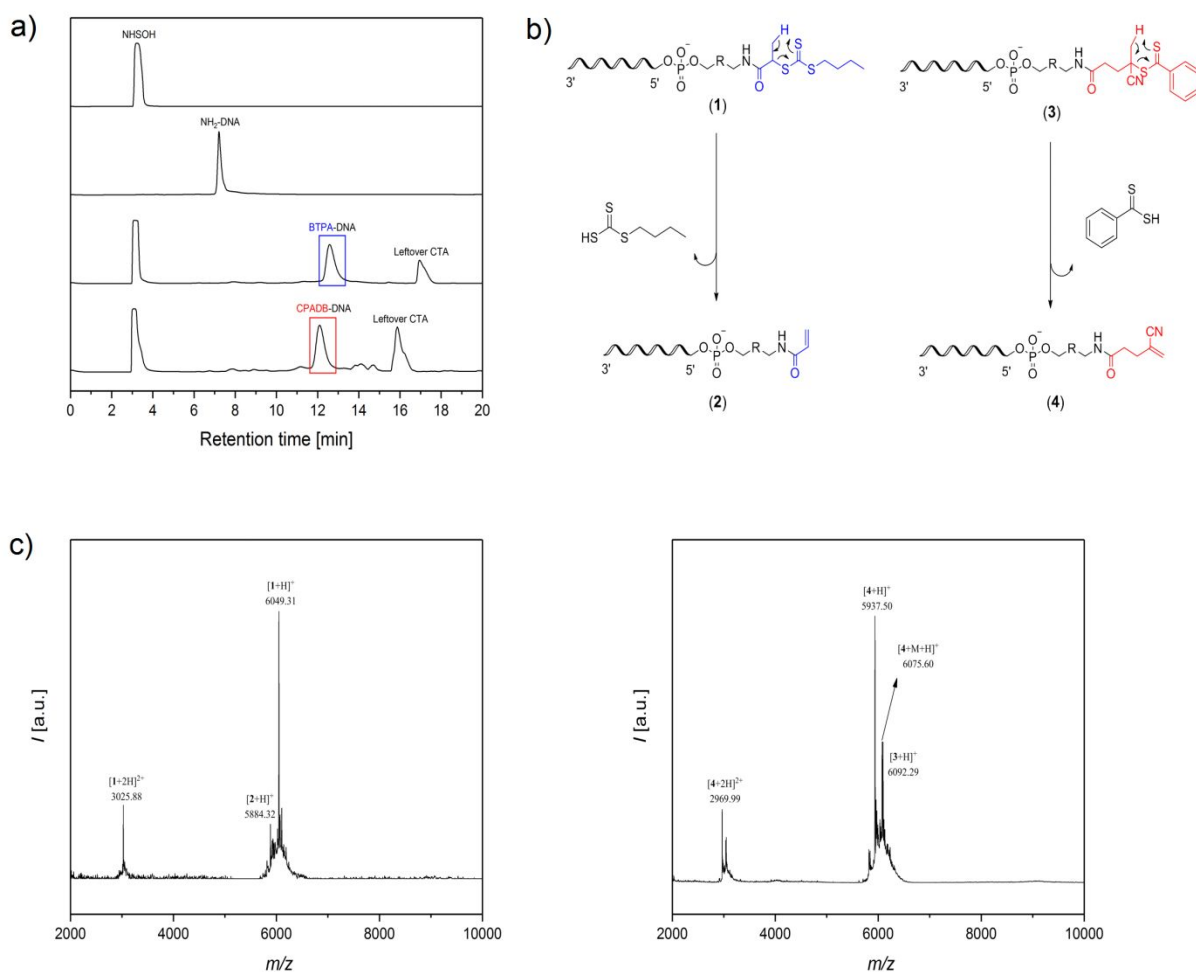 a)
NHSOH
NH2-DNA
BTPA-DNA
Leftover CTA
CPADB-DNA
Leftover CTA
0 2 4 6 8 10 12 14 16 18 20
Retention time [min]
b)
H
S
O⁻
P
O
O
O
R
NH
O
S
S
3'
5'
(1)
H
S
O⁻
P
O
O
O
R
NH
O
CN
S
3'
5'
(3)
S
HS
S
S
SH
O⁻
P
O
O
O
R
NH
O
3'
5'
(2)
O⁻
P
O
O
O
R
NH
O
CN
3'
5'
(4)
c)
[1+H]+
6049.31
[1+2H]2+
3025.88
[2+H]+
5884.32
I [a.u.]
2000 4000 6000 8000 10000
m/z
[4+H]+
5937.50
[4+M+H]+
6075.60
[3+H]+
6092.29
[4+2H]2+
2969.99
I [a.u.]
2000 4000 6000 8000 10000
m/z